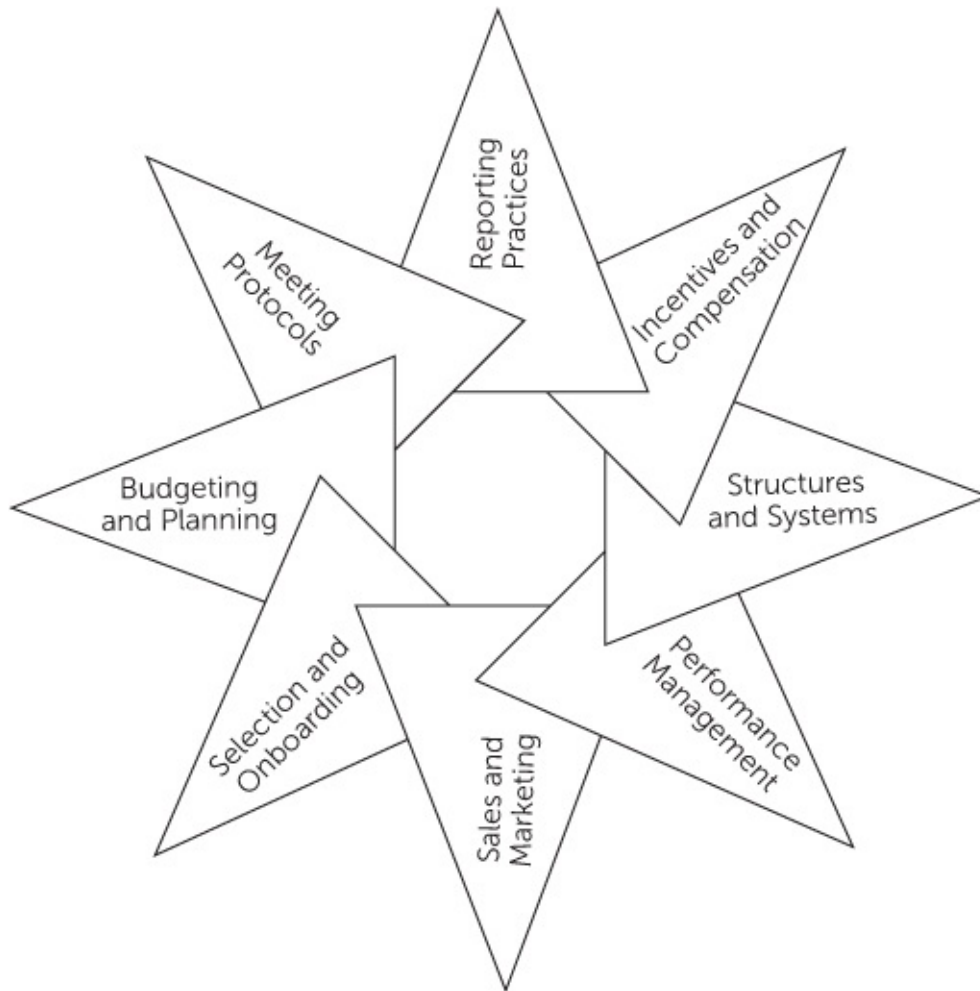 Reporting
Practices
Incentives and
Compensation
Structures
and Systems
Performance
Management
Sales and
Marketing
Selection and
Onboarding
Budgeting
and Planning
Meeting
Protocols